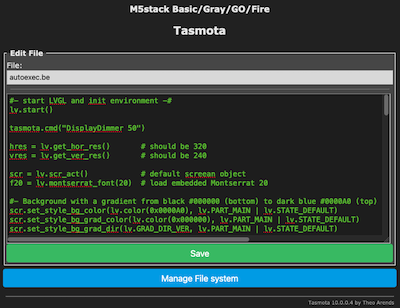 M5stack Basic/Gray/GO/Fire
Tasmota
Edit File
File:
autoexec.be
#- start LVGL and init environment -#
lv.start()
tasmota.cmd("DisplayDimmer 50")
hres = lv.get_hor_res()       # should be 320
vres = lv.get_ver_res()       # should be 240
scr = lv.scr_act()            # default screean object
f20 = lv.montserrat_font(20)  # load embedded Montserrat 20
#- Background with a gradient from black #000000 (bottom) to dark blue #0000A0 (top)
scr.set_style_bg_color(lv.color(0x0000A0), lv.PART_MAIN | lv.STATE_DEFAULT)
scr.set_style_bg_grad_color(lv.color(0x000000), lv.PART_MAIN | lv.STATE_DEFAULT)
scr.set_style_bg_grad_dir(lv.GRAD_DIR_VER, lv.PART_MAIN | lv.STATE_DEFAULT)
Save
Manage File system
Tasmota 10.0.0.4 by Theo Arends